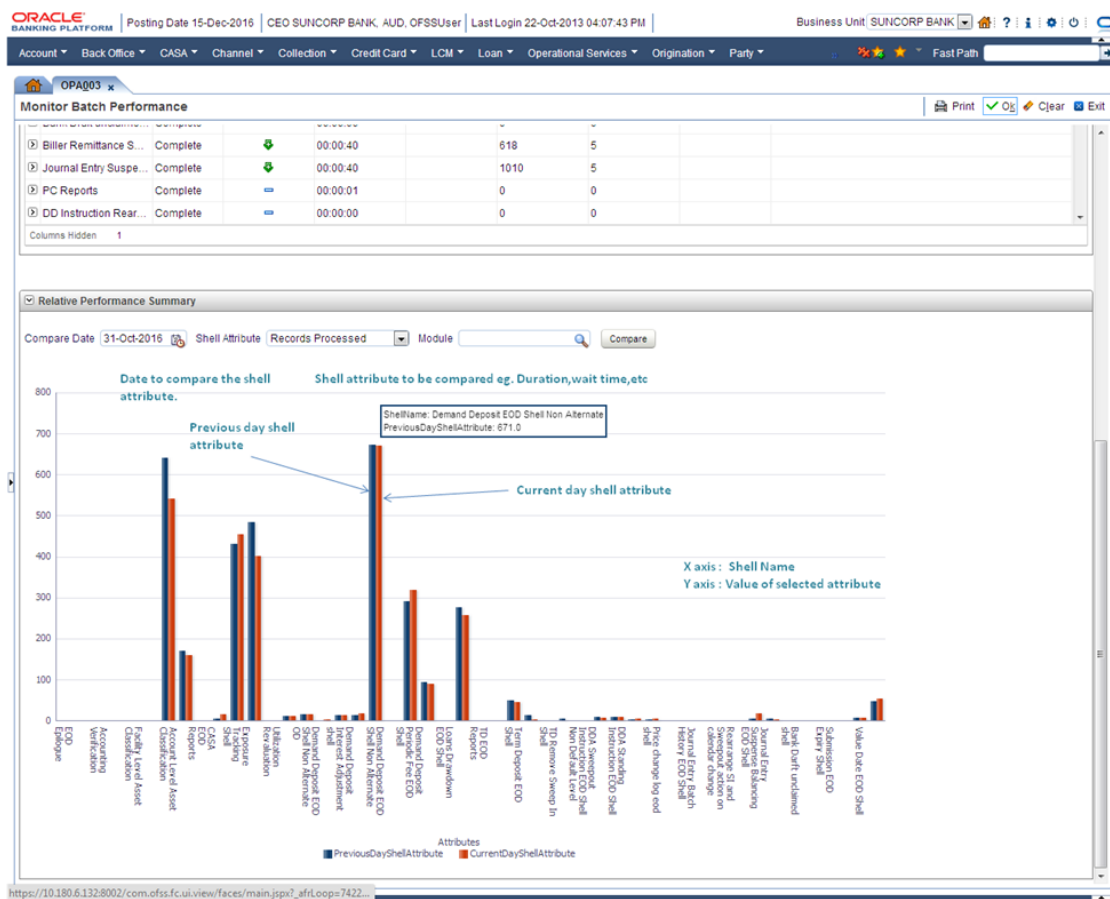 ORACLE
BANKING PLATFORM
Posting Date 15-Dec-2016
CEO SUNCORP BANK, AUD, OFSSUser
Last Login 22-Oct-2013 04:07:43 PM
Business Unit SUNCORP BANK
Account
Back Office
CASA
Channel
Collection
Credit Card
LCM
Loan
Operational Services
Origination
Party
Fast Path
OPA003 x
Monitor Batch Performance
Print
Ok
Clear
Exit
Biller Remittance S... Complete 00:00:40 618 5
Journal Entry Suspe... Complete 00:00:40 1010 5
PC Reports Complete 00:00:01 0 0
DD Instruction Rear... Complete 00:00:00 0 0
Columns Hidden 1
Relative Performance Summary
Compare Date 31-Oct-2016 Shell Attribute Records Processed Module Compare
Date to compare the shell
attribute.
Shell attribute to be compared eg. Duration,wait time,etc
ShellName: Demand Deposit EOD Shell Non Alternate
PreviousDayShellAttribute: 671.0
Previous day shell
attribute
Current day shell attribute
X axis : Shell Name
Y axis : Value of selected attribute
800
700
600
500
400
300
200
100
0
EOD
Epilogue
Accounting
Verification
Facility Level Asset
Classification
Account Level Asset
Classification
EOD
Reports
CASA
Shell
Exposure
Tracking
Utilization
Revaluation
Demand Deposit EOD
Shell Non Alternate
OD
Demand Deposit
Interest Adjustment
shell
Demand Deposit EOD
Shell Non Alternate
Demand Deposit
Periodic Fee EOD
Shell
Loans Drawdown
EOD Shell
TD EOD
Reports
Term Deposit EOD
Shell
TD Remove Sweep In
Shell
DDA Sweepout
Instruction EOD Shell
Non Default Level
DDA Standing
Instruction EOD Shell
Price change log eod
shell
Journal Entry Batch
History EOD Shell
Rearrange SI and
Sweepout action on
calendar change
Journal Entry
Suspense Balancing
EOD Shell
Bank Darft unclaimed
shell
Submission EOD
Expiry Shell
Value Date EOD Shell
Attributes
PreviousDayShellAttribute
CurrentDayShellAttribute
https://10.180.6.132:8002/com.ofss.fc.ui.view/faces/main.jspx?_afrLoop=7422...